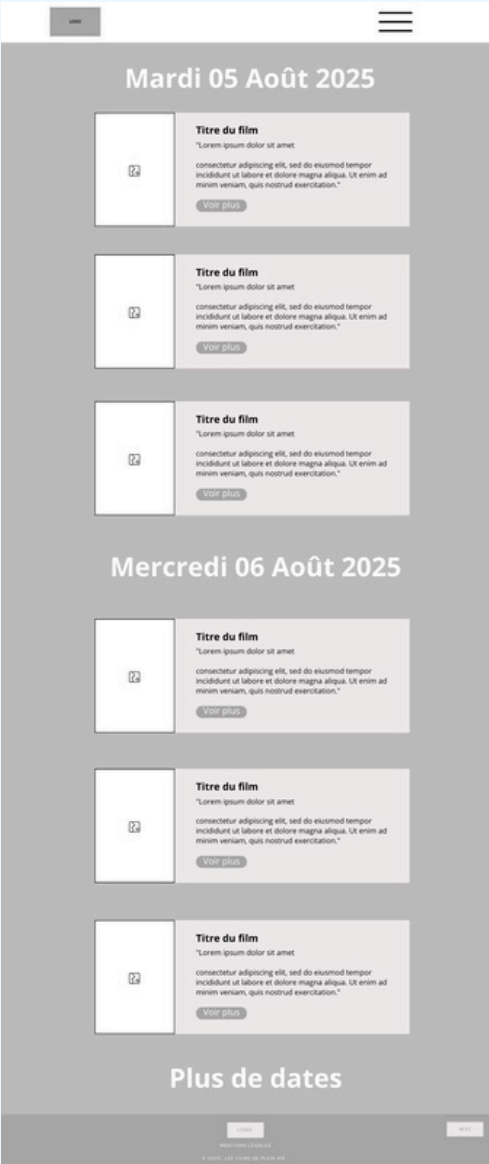 LOGO
Mardi 05 Août 2025
Titre du film
"Lorem ipsum dolor sit amet
consectetur adipiscing elit, sed do eiusmod tempor
incididunt ut labore et dolore magna aliqua. Ut enim ad
minim veniam, quis nostrud exercitation."
Voir plus
Titre du film
"Lorem ipsum dolor sit amet
consectetur adipiscing elit, sed do eiusmod tempor
incididunt ut labore et dolore magna aliqua. Ut enim ad
minim veniam, quis nostrud exercitation."
Voir plus
Titre du film
"Lorem ipsum dolor sit amet
consectetur adipiscing elit, sed do eiusmod tempor
incididunt ut labore et dolore magna aliqua. Ut enim ad
minim veniam, quis nostrud exercitation."
Voir plus
Mercredi 06 Août 2025
Titre du film
"Lorem ipsum dolor sit amet
consectetur adipiscing elit, sed do eiusmod tempor
incididunt ut labore et dolore magna aliqua. Ut enim ad
minim veniam, quis nostrud exercitation."
Voir plus
Titre du film
"Lorem ipsum dolor sit amet
consectetur adipiscing elit, sed do eiusmod tempor
incididunt ut labore et dolore magna aliqua. Ut enim ad
minim veniam, quis nostrud exercitation."
Voir plus
Titre du film
"Lorem ipsum dolor sit amet
consectetur adipiscing elit, sed do eiusmod tempor
incididunt ut labore et dolore magna aliqua. Ut enim ad
minim veniam, quis nostrud exercitation."
Voir plus
Plus de dates
LOGO
MENTIONS LÉGALES
LES FILMS DE PLEIN AIR